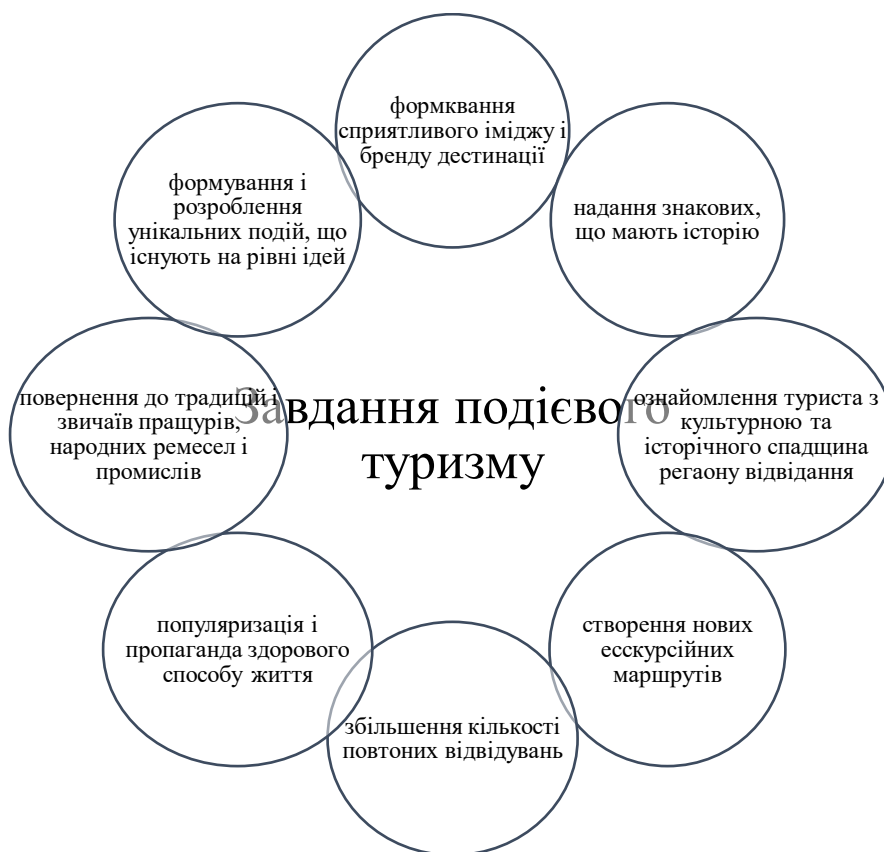 Завдання подієвого
туризму
формквання
сприятливого іміджу і
бренду дестинації
надання знакових,
що мають історію
ознайомлення туриста з
культурною та
історічного спадщина
регаону відвідання
створення нових
есскурсійних
маршрутів
збільшення кількості
повтоних відвідувань
популяризація і
пропаганда здорового
способу життя
повернення до традицій і
звичаїв пращурів,
народних ремесел і
промислів
формування і
розроблення
унікальних подій, що
існують на рівні ідей